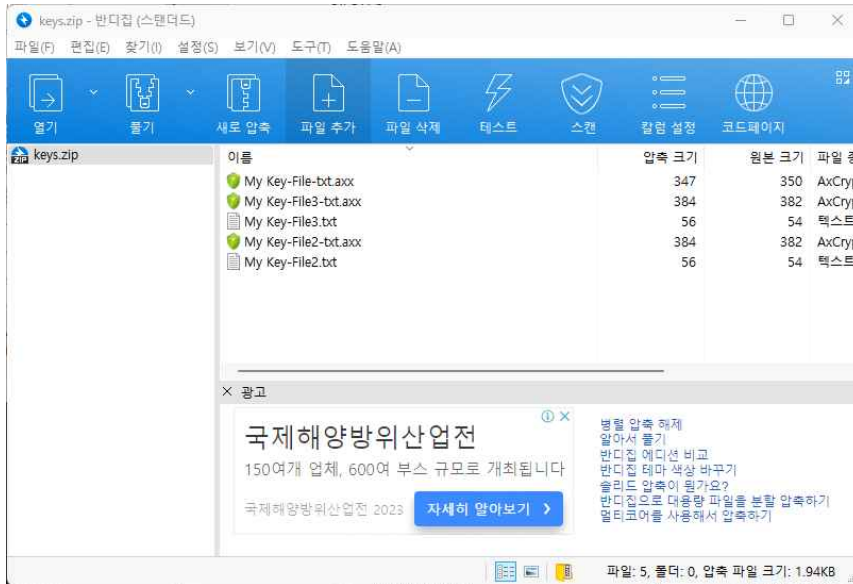 keys.zip - 반디집 (스탠더드)
파일(F) 편집(E) 찾기(I) 설정(S) 보기(V) 도구(T) 도움말(A)
열기 풀기 새로 압축 파일 추가 파일 삭제 테스트 스캔 칼럼 설정 코드페이지
keys.zip
이름 압축 크기 원본 크기 파일
My Key-File-txt.axx 347 350 AxCry
My Key-File3-txt.axx 384 382 AxCry
My Key-File3.txt 56 54 텍스트
My Key-File2-txt.axx 384 382 AxCry
My Key-File2.txt 56 54 텍스트
광고
국제해양방위산업전
150여개 업체, 600여 부스 규모로 개최됩니다
국제해양방위산업전 2023 자세히 알아보기
병렬 압축 해제
알아서 풀기
반디집 에디션 비교
반디집 테마 색상 바꾸기
솔리드 압축이 뭔가요?
반디집으로 대용량 파일을 분할 압축하기
멀티코어를 사용해서 압축하기
파일: 5, 폴더: 0, 압축 파일 크기: 1.94KB